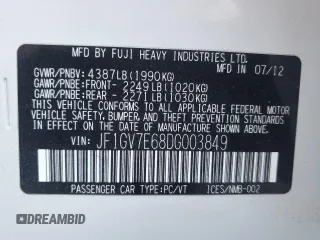 MFD. BY FUJI HEAVY INDUSTRIES LTD.
GVWR/PNBV: 4387LB(1990KG) 07/12
GAWR/PNBE:FRONT- 2249LB(1020KG)
GAWR/PNBE:REAR - 2271LB(1030KG)
THIS VEHICLE CONFORMS TO ALL APPLICABLE FEDERAL MOTOR
VEHICLE SAFETY, BUMPER, AND THEFT PREVENTION
STANDARDS IN EFFECT ON THE DATE OF MANUFACTURE
SHOWN ABOVE.
VIN: JF1GV7E68DG003849
PASSENGER CAR TYPE:PC/VT ICES/NMB-002
© DREAMBID
dreambid.com